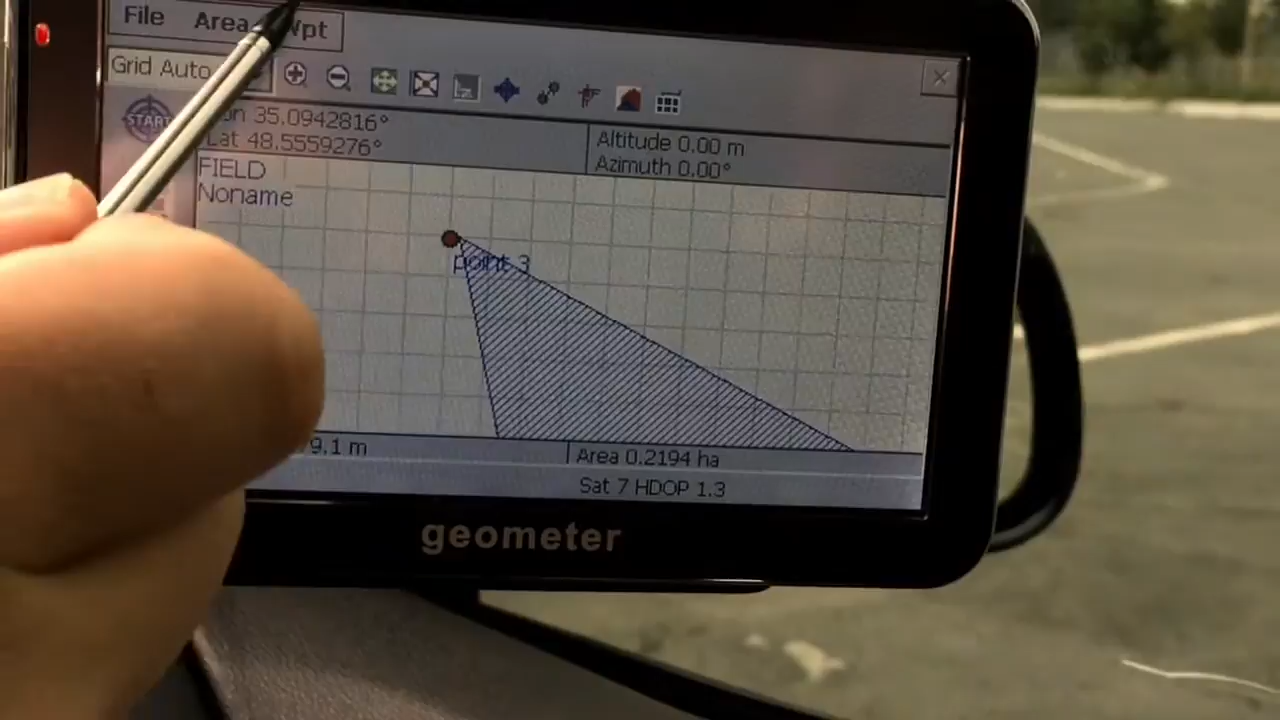 File Area Wpt
Grid Auto
START
on 35.0942816°
Lat 48.5559276°
Altitude 0.00 m
Azimuth 0.00°
FIELD
Noname
point 3
9.1 m
Area 0.2194 ha
Sat 7 HDOP 1.3
geometer